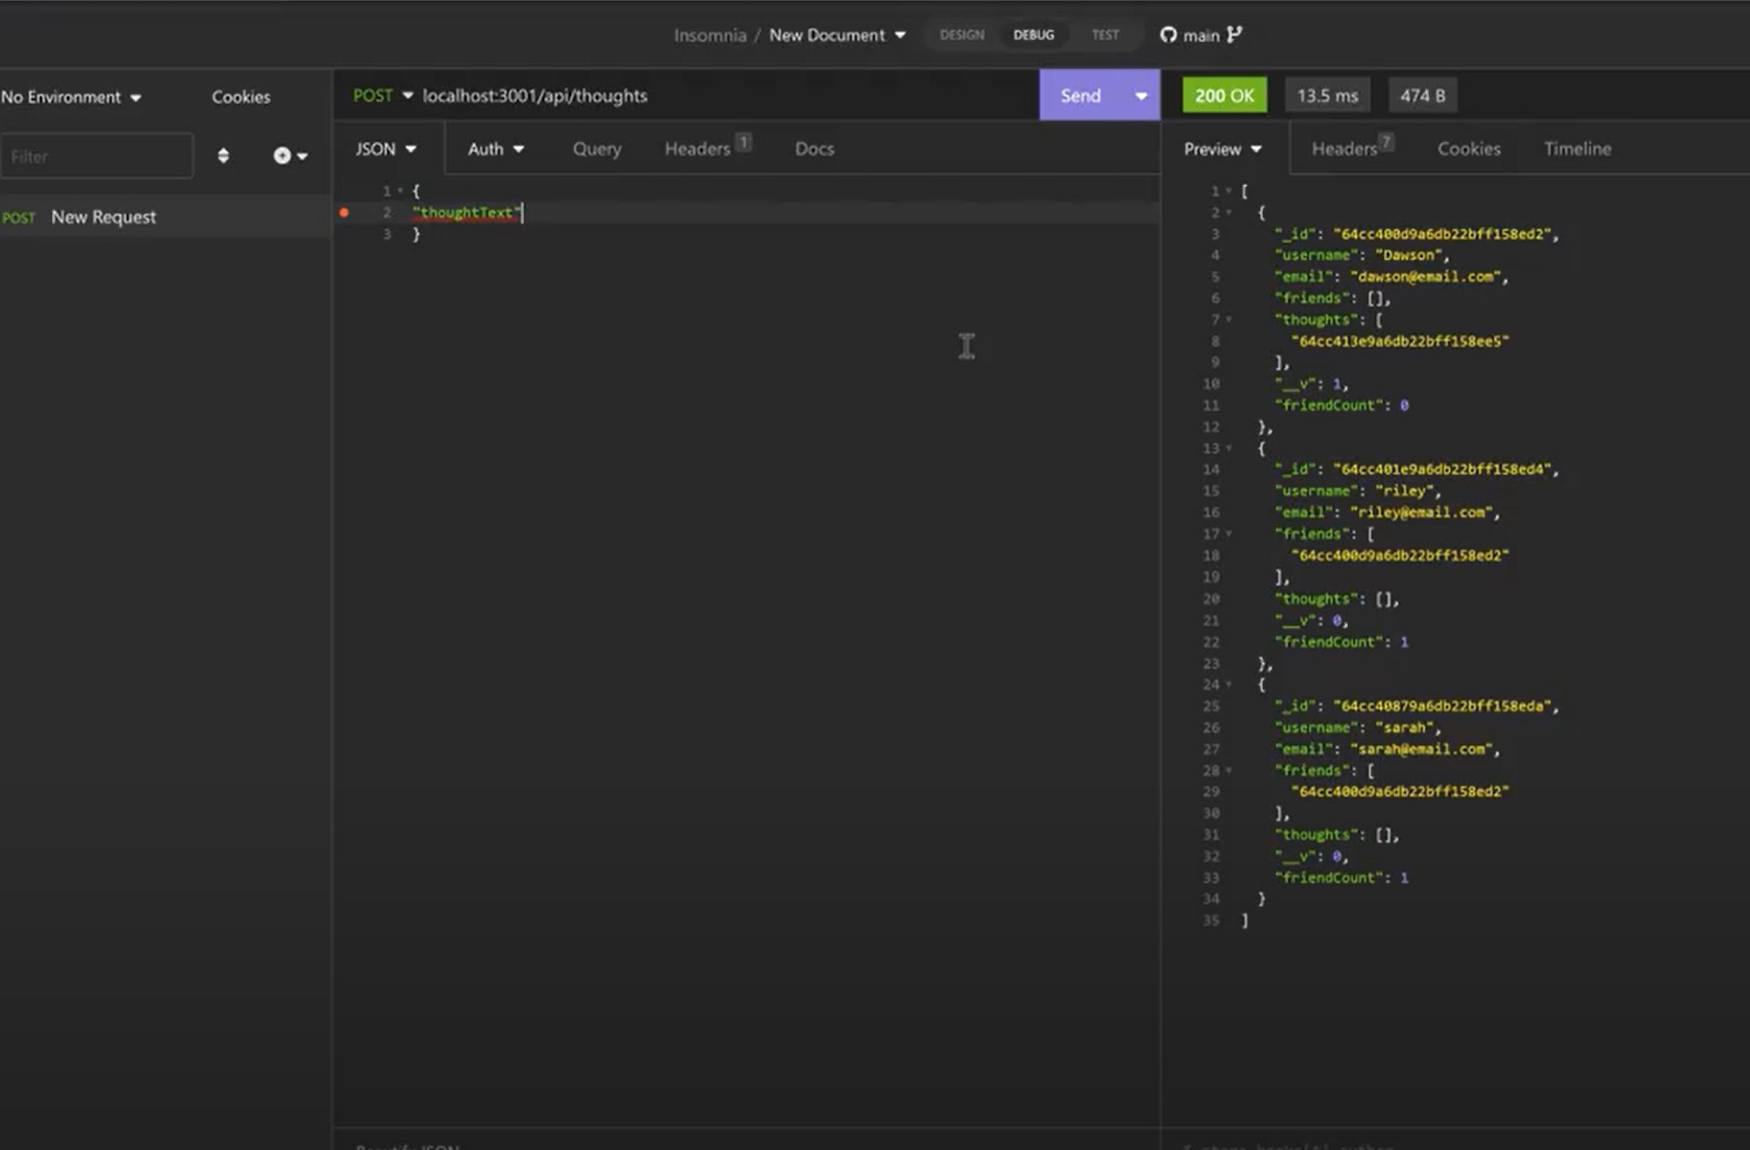 Insomnia / New Document DESIGN DEBUG TEST main
No Environment Cookies
Filter
POST New Request
POST localhost:3001/api/thoughts Send
JSON Auth Query Headers 1 Docs
1 {
2 "thoughtText"
3 }
200 OK 13.5 ms 474 B
Preview Headers 7 Cookies Timeline
1 [
2 {
3 "_id": "64cc400d9a6db22bff158ed2",
4 "username": "Dawson",
5 "email": "dawson@email.com",
6 "friends": [],
7 "thoughts": [
8 "64cc413e9a6db22bff158ee5"
9 ],
10 "__v": 1,
11 "friendCount": 0
12 },
13 {
14 "_id": "64cc401e9a6db22bff158ed4",
15 "username": "riley",
16 "email": "riley@email.com",
17 "friends": [
18 "64cc400d9a6db22bff158ed2"
19 ],
20 "thoughts": [],
21 "__v": 0,
22 "friendCount": 1
23 },
24 {
25 "_id": "64cc40879a6db22bff158eda",
26 "username": "sarah",
27 "email": "sarah@email.com",
28 "friends": [
29 "64cc400d9a6db22bff158ed2"
30 ],
31 "thoughts": [],
32 "__v": 0,
33 "friendCount": 1
34 }
35 ]